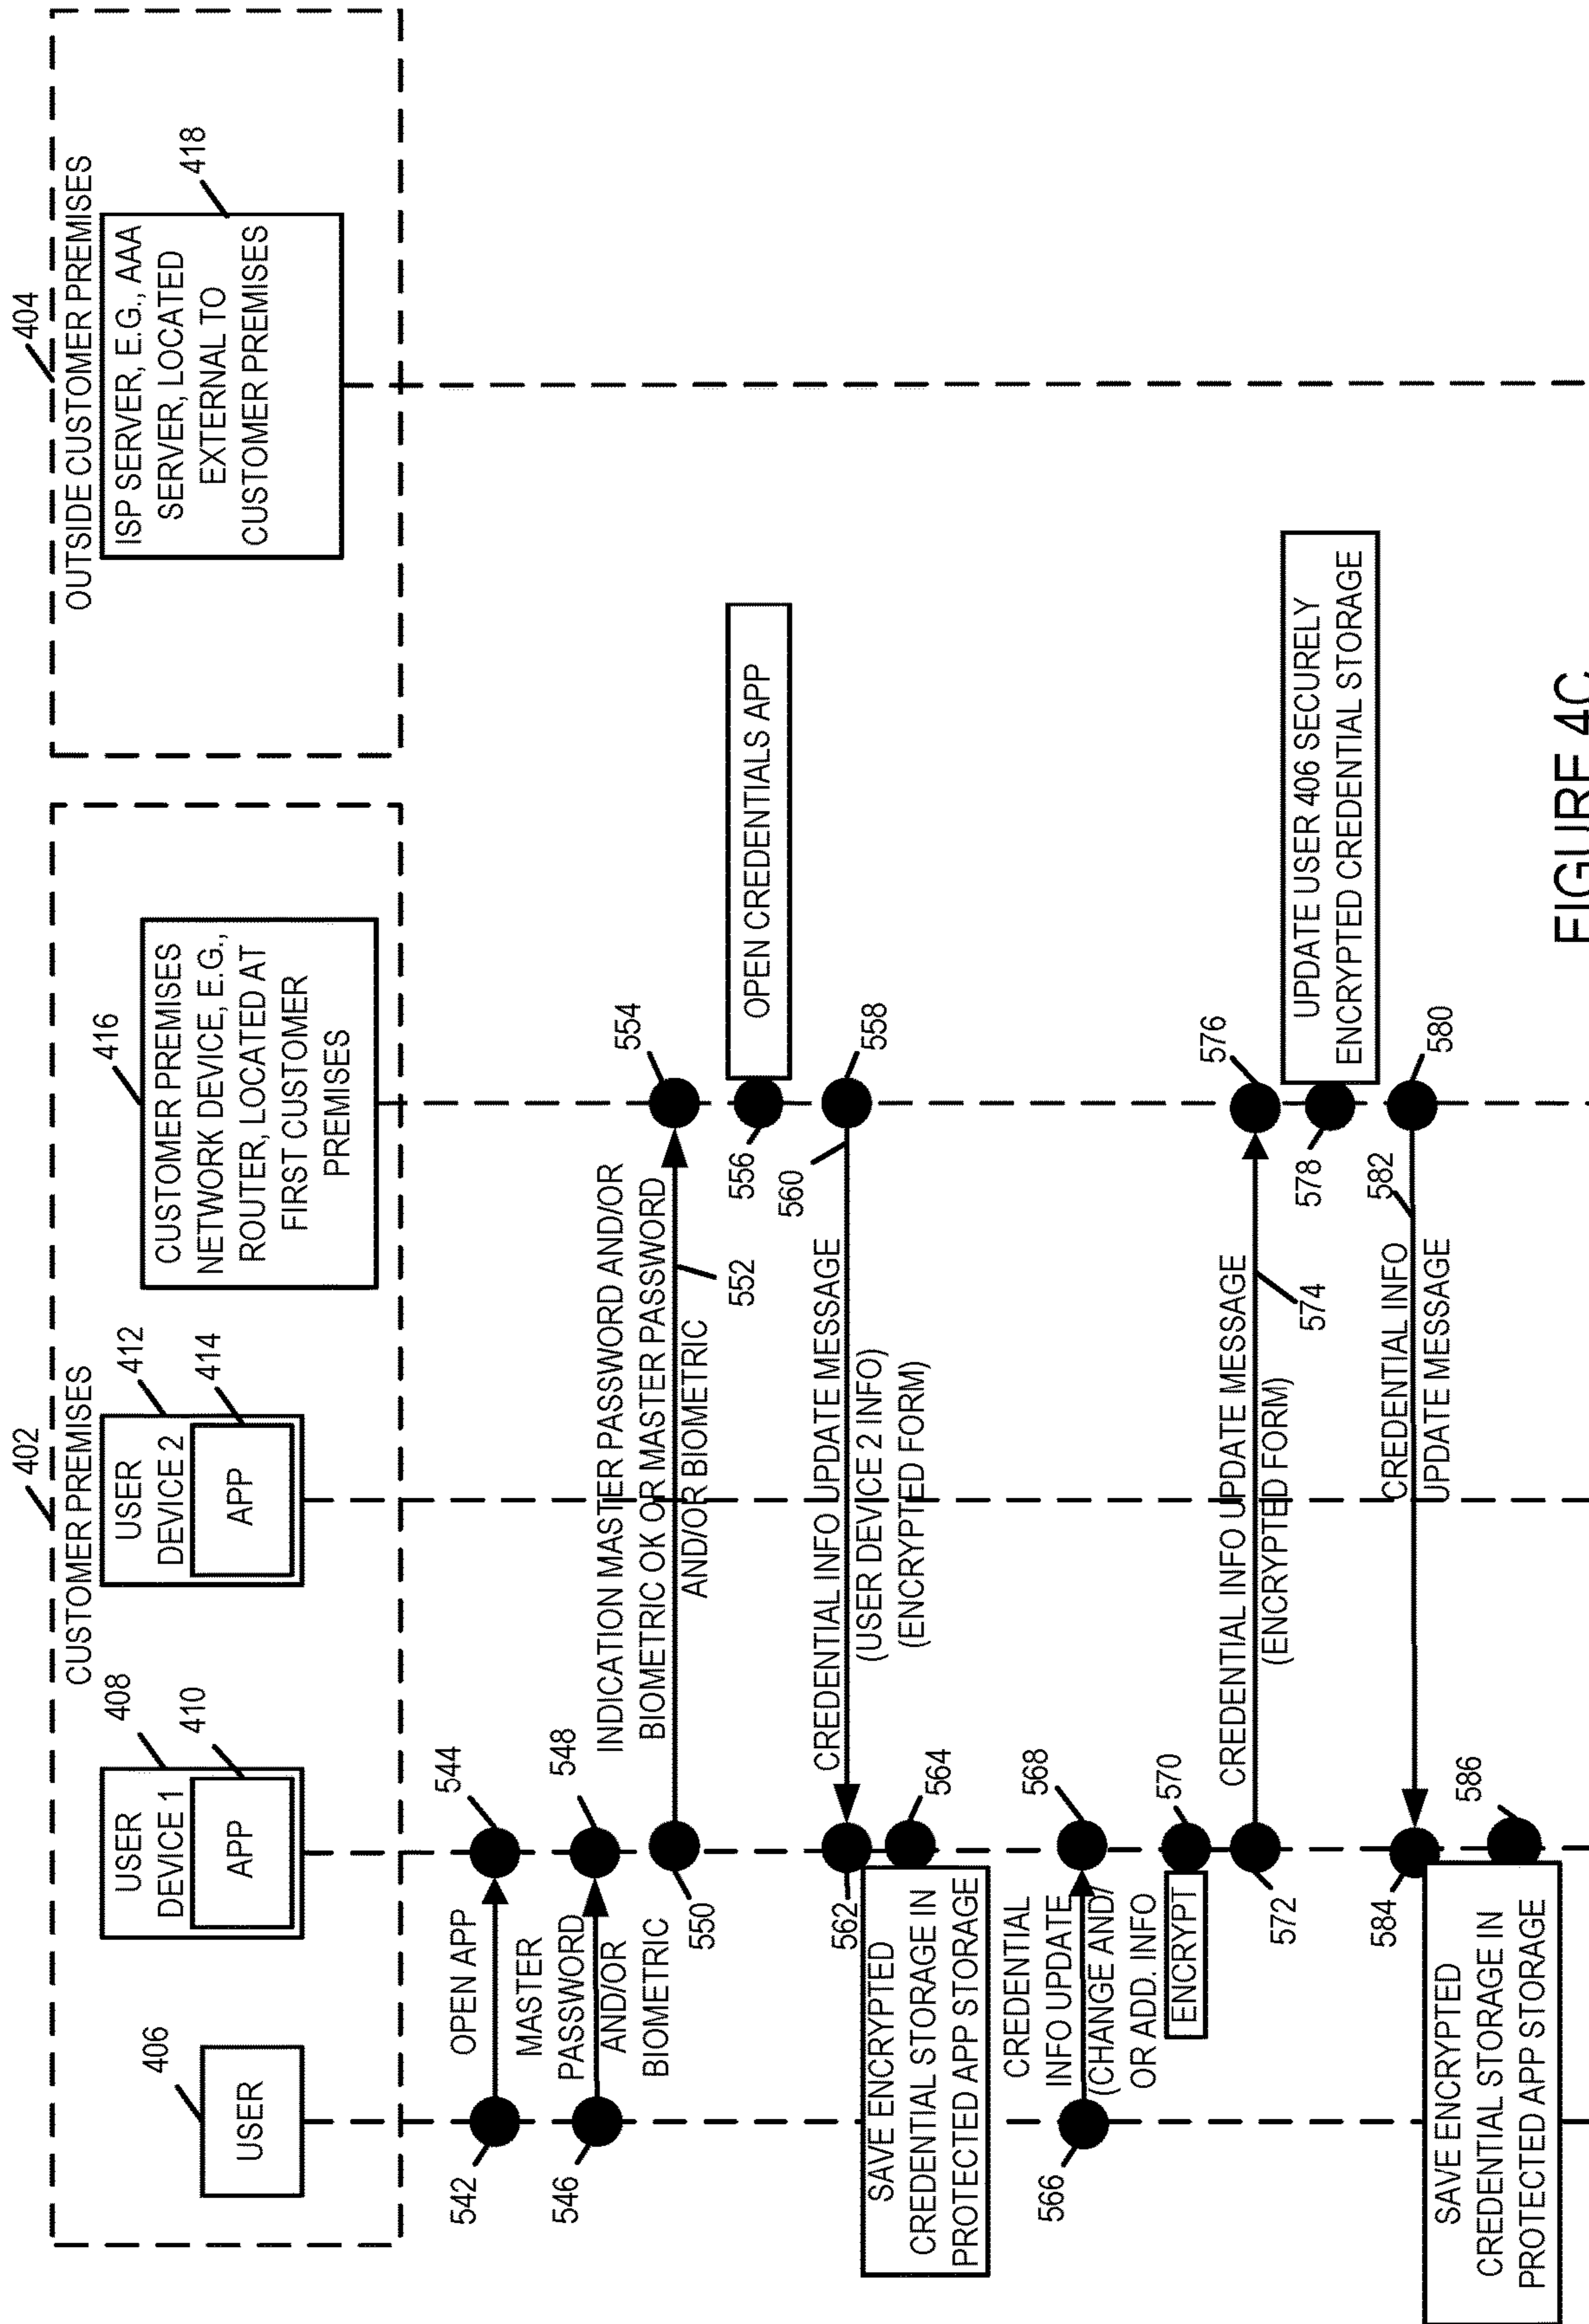 402
CUSTOMER PREMISES
404
OUTSIDE CUSTOMER PREMISES
406
USER
408
USER
DEVICE 1
410
APP
412
USER
DEVICE 2
414
APP
416
CUSTOMER PREMISES
NETWORK DEVICE, E.G.,
ROUTER, LOCATED AT
FIRST CUSTOMER
PREMISES
418
ISP SERVER, E.G., AAA
SERVER, LOCATED
EXTERNAL TO
CUSTOMER PREMISES
542
OPEN APP
544
546
MASTER
PASSWORD
AND/OR
BIOMETRIC
548
550
INDICATION MASTER PASSWORD AND/OR
BIOMETRIC OK OR MASTER PASSWORD
AND/OR BIOMETRIC
552
554
556
OPEN CREDENTIALS APP
558
560
CREDENTIAL INFO UPDATE MESSAGE
(USER DEVICE 2 INFO)
(ENCRYPTED FORM)
562
564
SAVE ENCRYPTED
CREDENTIAL STORAGE IN
PROTECTED APP STORAGE
566
CREDENTIAL
INFO UPDATE
(CHANGE AND/
OR ADD. INFO
568
570
ENCRYPT
572
CREDENTIAL INFO UPDATE MESSAGE
(ENCRYPTED FORM)
574
576
578
UPDATE USER 406 SECURELY
ENCRYPTED CREDENTIAL STORAGE
580
582
CREDENTIAL INFO
UPDATE MESSAGE
584
586
SAVE ENCRYPTED
CREDENTIAL STORAGE IN
PROTECTED APP STORAGE
FIGURE 4C